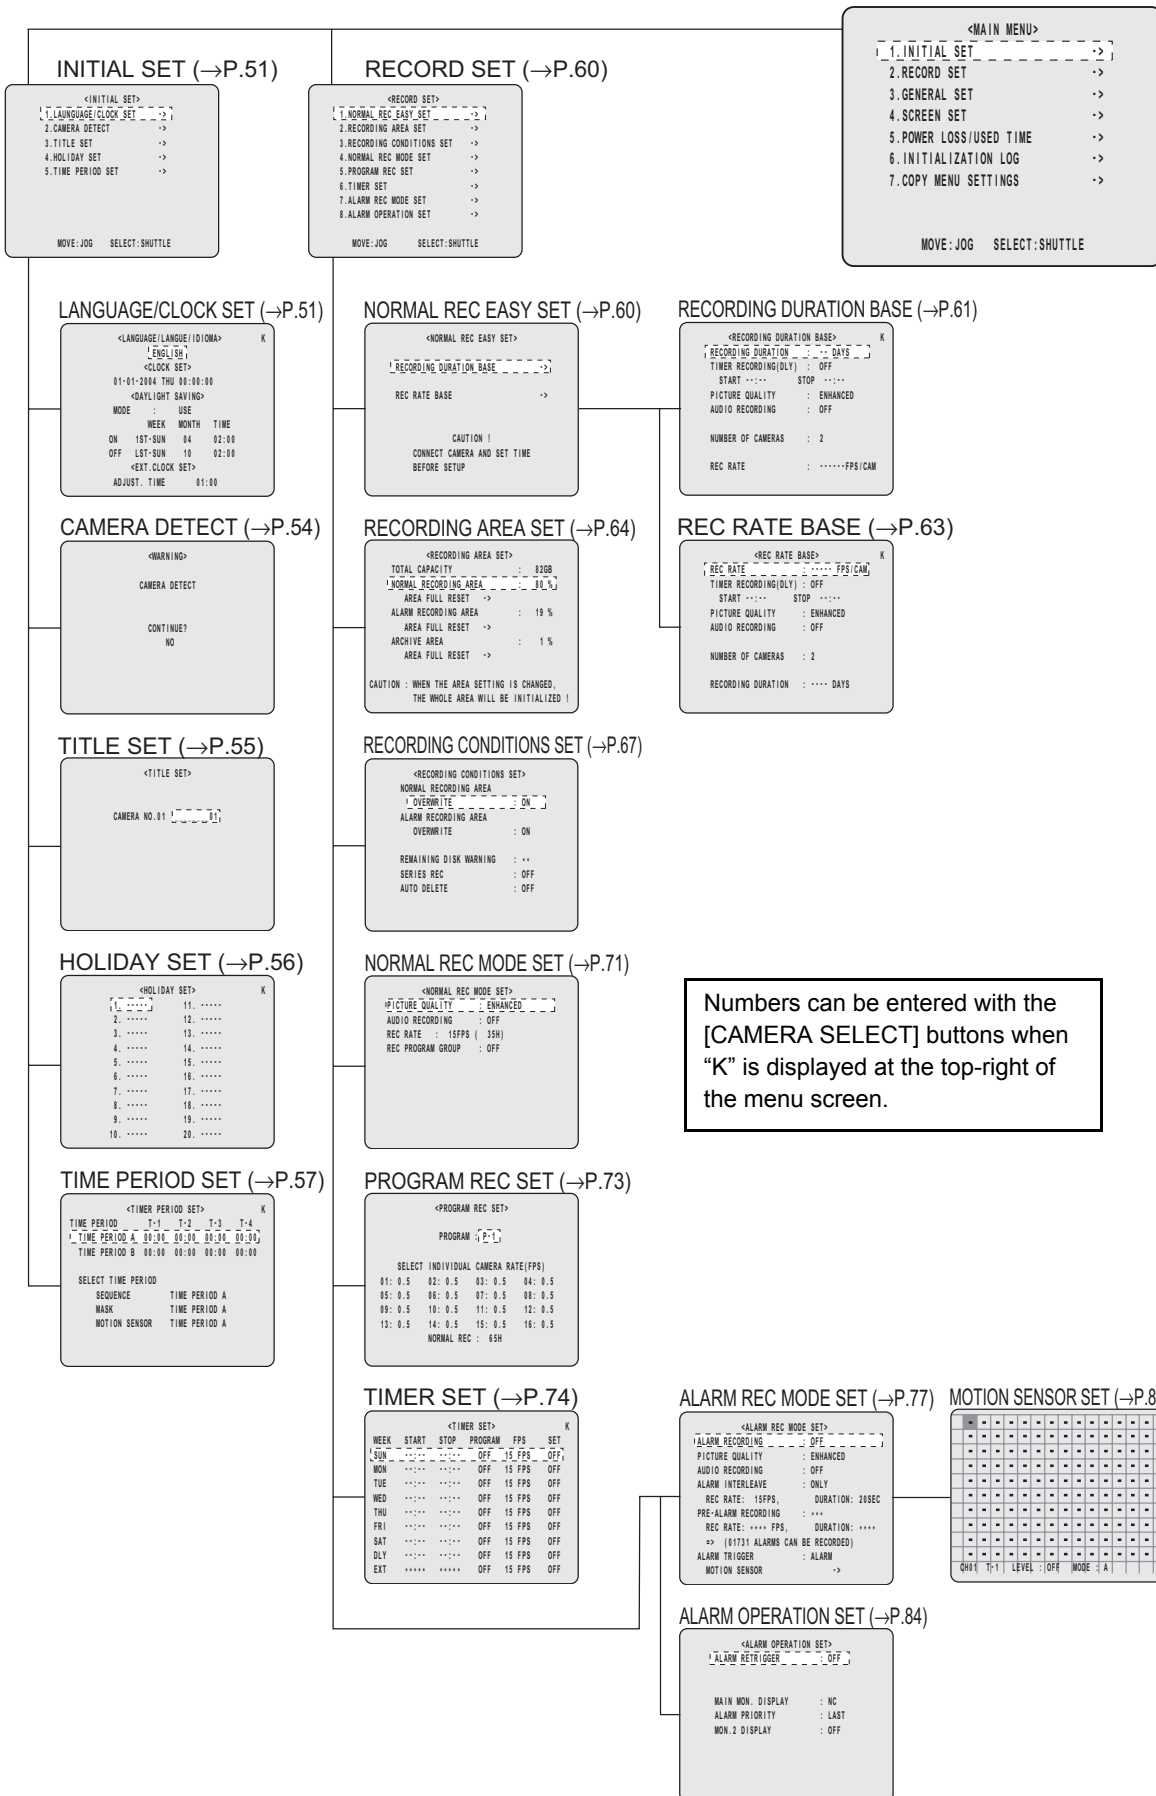 <MAIN MENU>
1.INITIAL SET ->
2.RECORD SET ->
3.GENERAL SET ->
4.SCREEN SET ->
5.POWER LOSS/USED TIME ->
6.INITIALIZATION LOG ->
7.COPY MENU SETTINGS ->
MOVE:JOG SELECT:SHUTTLE
INITIAL SET (→P.51)
<INITIAL SET>
1.LAUNGUAGE/CLOCK SET ->
2.CAMERA DETECT ->
3.TITLE SET ->
4.HOLIDAY SET ->
5.TIME PERIOD SET ->
MOVE:JOG SELECT:SHUTTLE
RECORD SET (→P.60)
<RECORD SET>
1.NORMAL REC EASY SET ->
2.RECORDING AREA SET ->
3.RECORDING CONDITIONS SET ->
4.NORMAL REC MODE SET ->
5.PROGRAM REC SET ->
6.TIMER SET ->
7.ALARM REC MODE SET ->
8.ALARM OPERATION SET ->
MOVE:JOG SELECT:SHUTTLE
LANGUAGE/CLOCK SET (→P.51)
<LANGUAGE/LANGUE/IDIOMA> K
ENGLISH
<CLOCK SET>
01-01-2004 THU 00:00:00
<DAYLIGHT SAVING>
MODE : USE
WEEK MONTH TIME
ON 1ST-SUN 04 02:00
OFF LST-SUN 10 02:00
<EXT.CLOCK SET>
ADJUST. TIME 01:00
NORMAL REC EASY SET (→P.60)
<NORMAL REC EASY SET>
RECORDING DURATION BASE ->
REC RATE BASE ->
CAUTION !
CONNECT CAMERA AND SET TIME
BEFORE SETUP
RECORDING DURATION BASE (→P.61)
<RECORDING DURATION BASE> K
RECORDING DURATION : -- DAYS
TIMER RECORDING(DLY) : OFF
START --:-- STOP --:--
PICTURE QUALITY : ENHANCED
AUDIO RECORDING : OFF
NUMBER OF CAMERAS : 2
REC RATE : ------FPS/CAM
CAMERA DETECT (→P.54)
<WARNING>
CAMERA DETECT
CONTINUE?
NO
RECORDING AREA SET (→P.64)
<RECORDING AREA SET>
TOTAL CAPACITY : 82GB
NORMAL RECORDING AREA : 80 %
AREA FULL RESET ->
ALARM RECORDING AREA : 19 %
AREA FULL RESET ->
ARCHIVE AREA : 1 %
AREA FULL RESET ->
CAUTION : WHEN THE AREA SETTING IS CHANGED,
THE WHOLE AREA WILL BE INITIALIZED !
REC RATE BASE (→P.63)
<REC RATE BASE> K
REC RATE : ----- FPS/CAM
TIMER RECORDING(DLY) : OFF
START --:-- STOP --:--
PICTURE QUALITY : ENHANCED
AUDIO RECORDING : OFF
NUMBER OF CAMERAS : 2
RECORDING DURATION : ---- DAYS
TITLE SET (→P.55)
<TITLE SET>
CAMERA NO.01 01
RECORDING CONDITIONS SET (→P.67)
<RECORDING CONDITIONS SET>
NORMAL RECORDING AREA
OVERWRITE : ON
ALARM RECORDING AREA
OVERWRITE : ON
REMAINING DISK WARNING : **
SERIES REC : OFF
AUTO DELETE : OFF
HOLIDAY SET (→P.56)
<HOLIDAY SET> K
1. ----- 11. -----
2. ----- 12. -----
3. ----- 13. -----
4. ----- 14. -----
5. ----- 15. -----
6. ----- 16. -----
7. ----- 17. -----
8. ----- 18. -----
9. ----- 19. -----
10. ----- 20. -----
NORMAL REC MODE SET (→P.71)
<NORMAL REC MODE SET>
PICTURE QUALITY : ENHANCED
AUDIO RECORDING : OFF
REC RATE : 15FPS ( 35H)
REC PROGRAM GROUP : OFF
Numbers can be entered with the
[CAMERA SELECT] buttons when
“K” is displayed at the top-right of
the menu screen.
TIME PERIOD SET (→P.57)
<TIMER PERIOD SET> K
TIME PERIOD T-1 T-2 T-3 T-4
TIME PERIOD A 00:00 00:00 00:00 00:00
TIME PERIOD B 00:00 00:00 00:00 00:00
SELECT TIME PERIOD
SEQUENCE TIME PERIOD A
MASK TIME PERIOD A
MOTION SENSOR TIME PERIOD A
PROGRAM REC SET (→P.73)
<PROGRAM REC SET>
PROGRAM : P-1
SELECT INDIVIDUAL CAMERA RATE(FPS)
01: 0.5 02: 0.5 03: 0.5 04: 0.5
05: 0.5 06: 0.5 07: 0.5 08: 0.5
09: 0.5 10: 0.5 11: 0.5 12: 0.5
13: 0.5 14: 0.5 15: 0.5 16: 0.5
NORMAL REC : 65H
TIMER SET (→P.74)
<TIMER SET> K
WEEK START STOP PROGRAM FPS SET
SUN --:-- --:-- OFF 15 FPS OFF
MON --:-- --:-- OFF 15 FPS OFF
TUE --:-- --:-- OFF 15 FPS OFF
WED --:-- --:-- OFF 15 FPS OFF
THU --:-- --:-- OFF 15 FPS OFF
FRI --:-- --:-- OFF 15 FPS OFF
SAT --:-- --:-- OFF 15 FPS OFF
DLY --:-- --:-- OFF 15 FPS OFF
EXT ***** ***** OFF 15 FPS OFF
ALARM REC MODE SET (→P.77)
<ALARM REC MODE SET>
ALARM RECORDING : OFF
PICTURE QUALITY : ENHANCED
AUDIO RECORDING : OFF
ALARM INTERLEAVE : ONLY
REC RATE: 15FPS, DURATION: 20SEC
PRE-ALARM RECORDING : ***
REC RATE: **** FPS, DURATION: ****
=> (01731 ALARMS CAN BE RECORDED)
ALARM TRIGGER : ALARM
MOTION SENSOR ->
MOTION SENSOR SET (→P.8
CH01 T-1 LEVEL : OFF MODE : A
ALARM OPERATION SET (→P.84)
<ALARM OPERATION SET>
ALARM RETRIGGER : OFF
MAIN MON. DISPLAY : NC
ALARM PRIORITY : LAST
MON.2 DISPLAY : OFF